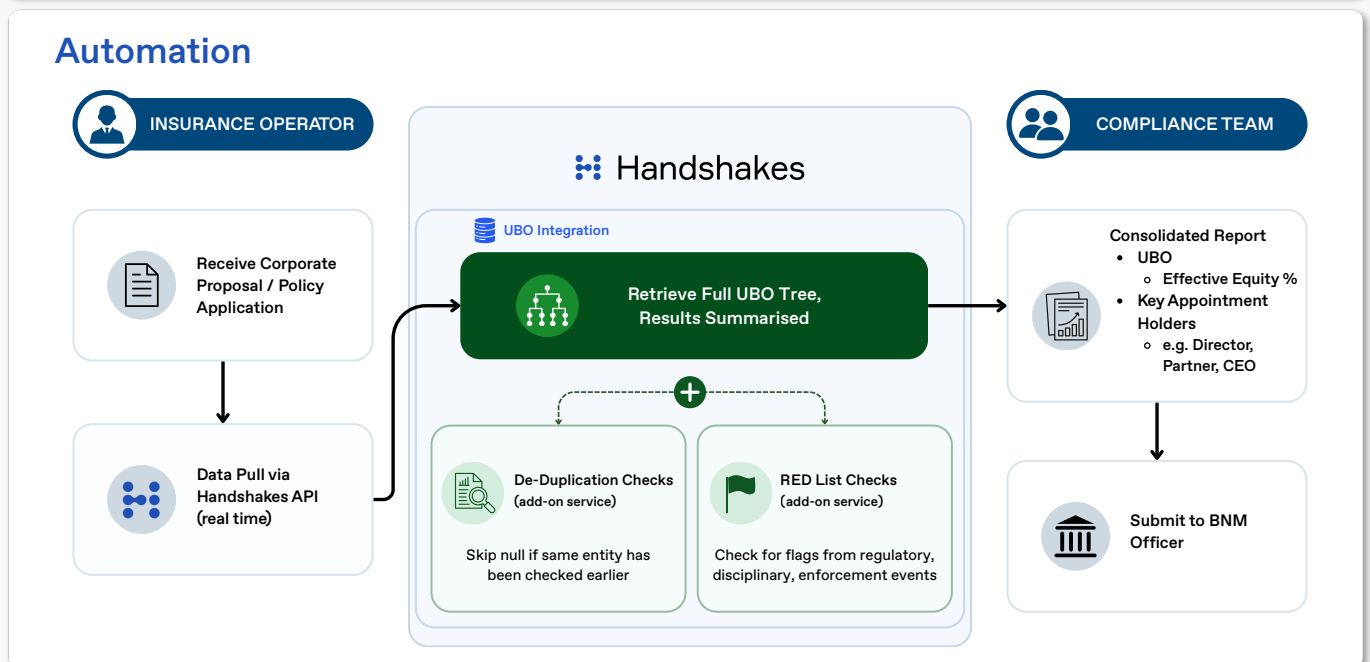 Automation
INSURANCE OPERATOR
Receive Corporate
Proposal / Policy
Application
Data Pull via
Handshakes API
(real time)
Handshakes
UBO Integration
Retrieve Full UBO Tree,
Results Summarised
De-Duplication Checks
(add-on service)
Skip null if same entity has
been checked earlier
RED List Checks
(add-on service)
Check for flags from regulatory,
disciplinary, enforcement events
COMPLIANCE TEAM
Consolidated Report
• UBO
◦ Effective Equity %
• Key Appointment
Holders
◦ e.g. Director,
Partner, CEO
Submit to BNM
Officer